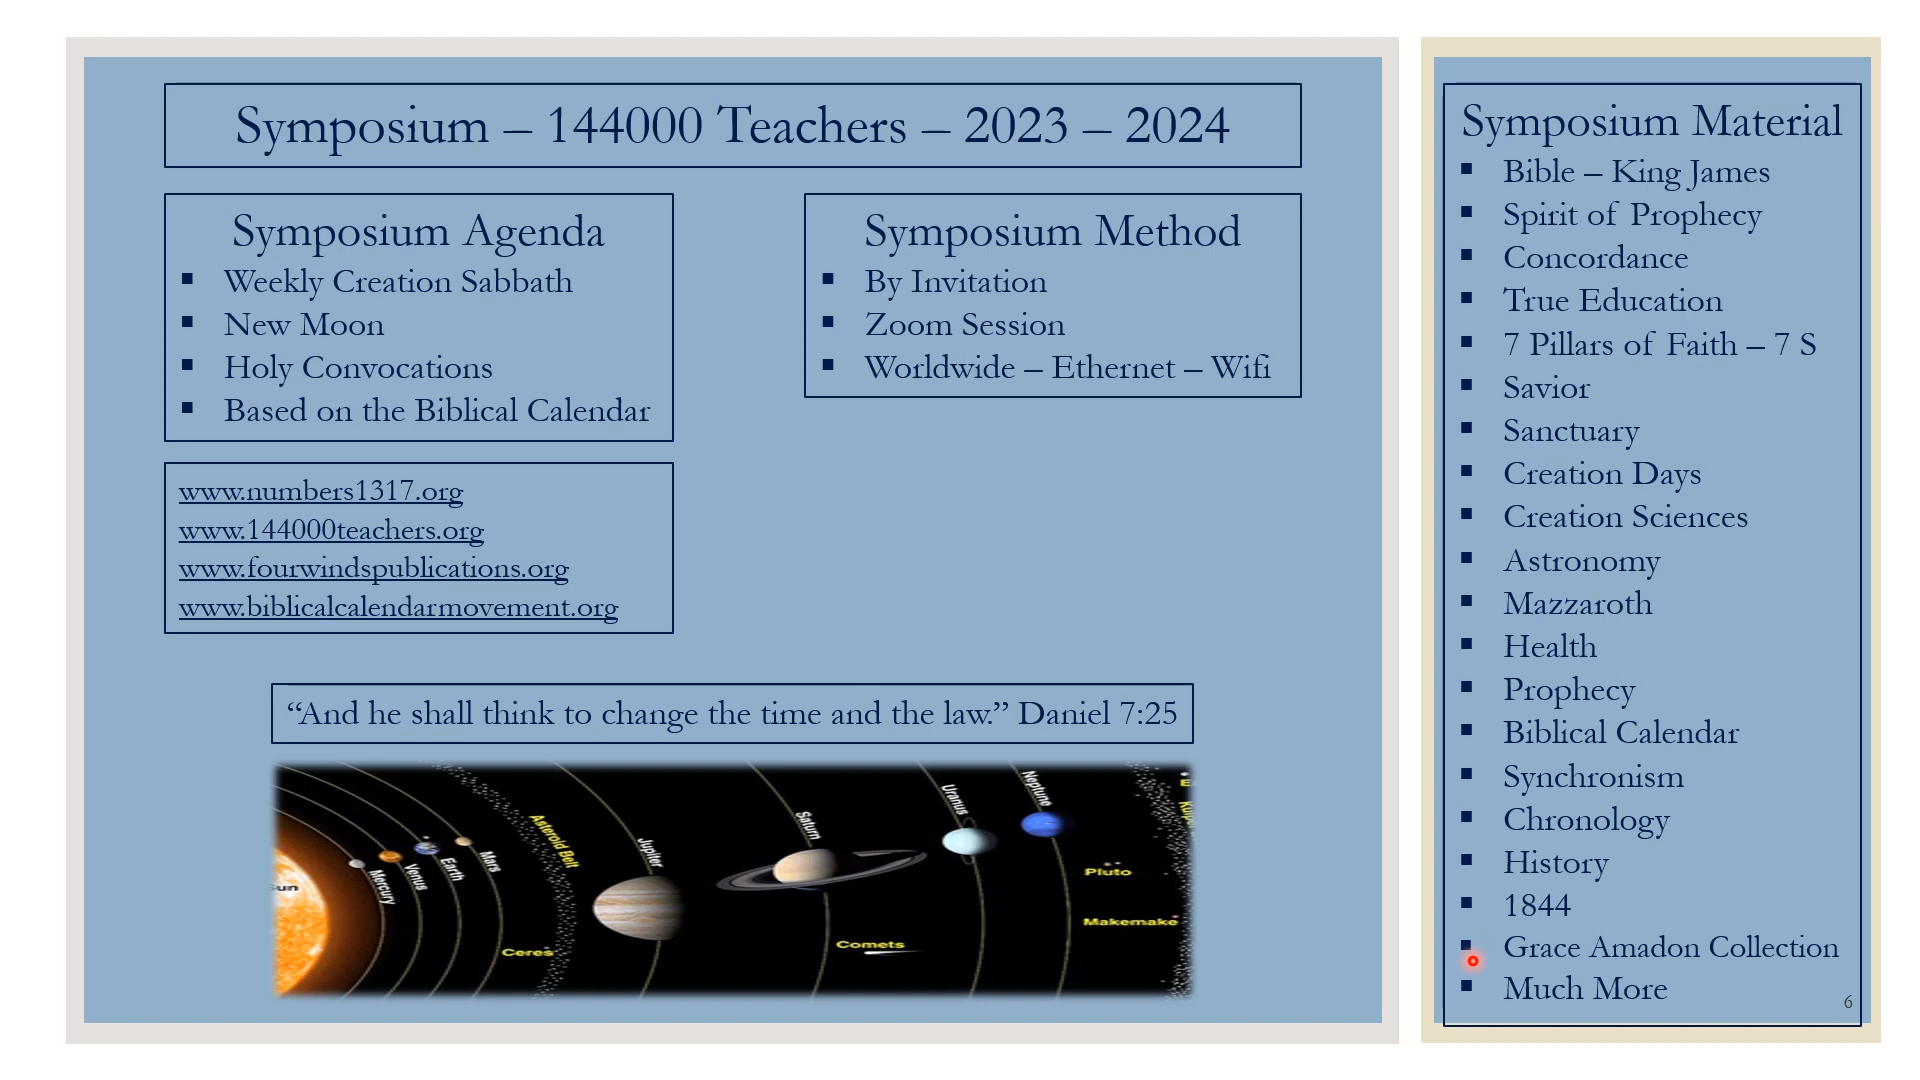 Symposium – 144000 Teachers – 2023 – 2024
Symposium Agenda
▪ Weekly Creation Sabbath
▪ New Moon
▪ Holy Convocations
▪ Based on the Biblical Calendar
Symposium Method
▪ By Invitation
▪ Zoom Session
▪ Worldwide – Ethernet – Wifi
www.numbers1317.org
www.144000teachers.org
www.fourwindspublications.org
www.biblicalcalendarmovement.org
“And he shall think to change the time and the law.” Daniel 7:25
Mercury
Venus
Earth
Mars
Asteroid Belt
Ceres
Jupiter
Saturn
Comets
Uranus
Neptune
Pluto
Makemake
Symposium Material
▪ Bible – King James
▪ Spirit of Prophecy
▪ Concordance
▪ True Education
▪ 7 Pillars of Faith – 7 S
▪ Savior
▪ Sanctuary
▪ Creation Days
▪ Creation Sciences
▪ Astronomy
▪ Mazzaroth
▪ Health
▪ Prophecy
▪ Biblical Calendar
▪ Synchronism
▪ Chronology
▪ History
▪ 1844
▪ Grace Amadon Collection
▪ Much More
6